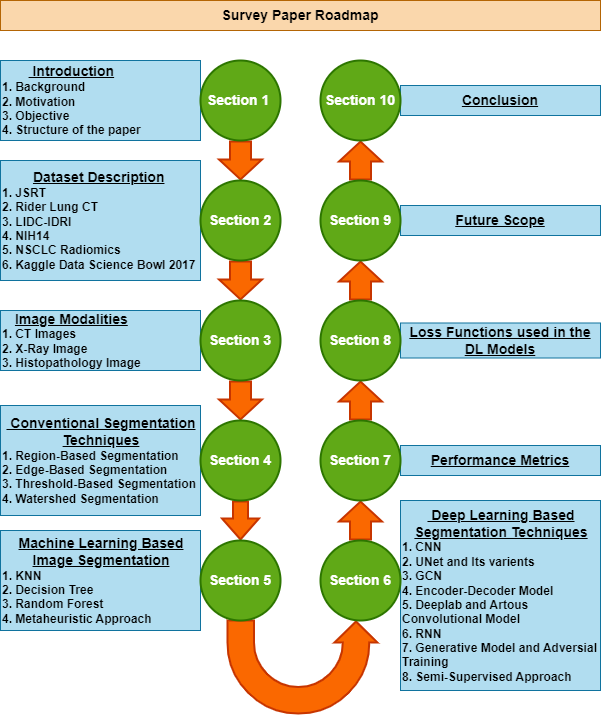 Survey Paper Roadmap
Introduction
1. Background
2. Motivation
3. Objective
4. Structure of the paper
Section 1
Dataset Description
1. JSRT
2. Rider Lung CT
3. LIDC-IDRI
4. NIH14
5. NSCLC Radiomics
6. Kaggle Data Science Bowl 2017
Section 2
Image Modalities
1. CT Images
2. X-Ray Image
3. Histopathology Image
Section 3
Conventional Segmentation
Techniques
1. Region-Based Segmentation
2. Edge-Based Segmentation
3. Threshold-Based Segmentation
4. Watershed Segmentation
Section 4
Machine Learning Based
Image Segmentation
1. KNN
2. Decision Tree
3. Random Forest
4. Metaheuristic Approach
Section 5
Section 6
Deep Learning Based
Segmentation Techniques
1. CNN
2. UNet and Its varients
3. GCN
4. Encoder-Decoder Model
5. Deeplab and Artous
Convolutional Model
6. RNN
7. Generative Model and Adversial
Training
8. Semi-Supervised Approach
Section 7
Performance Metrics
Section 8
Loss Functions used in the
DL Models
Section 9
Future Scope
Section 10
Conclusion